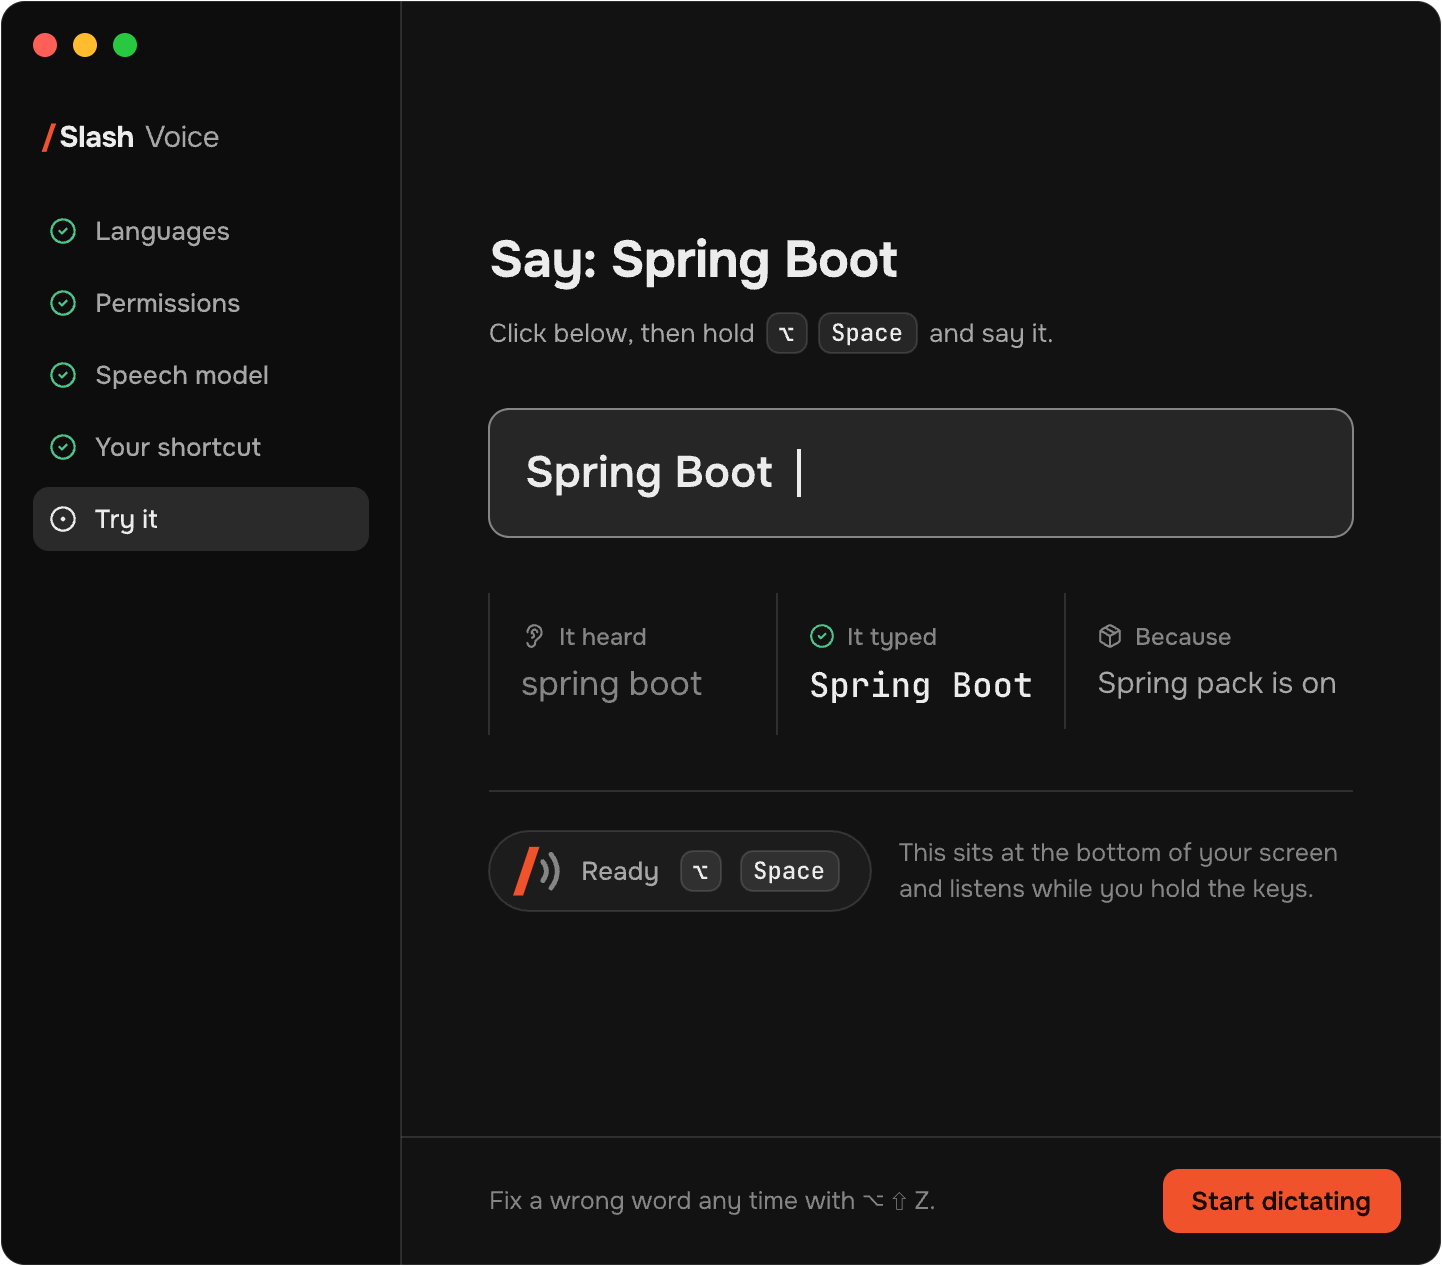 /Slash Voice
Languages
Permissions
Speech model
Your shortcut
Try it
Say: Spring Boot
Click below, then hold ⌥ Space and say it.
Spring Boot
It heard
spring boot
It typed
Spring Boot
Because
Spring pack is on
Ready ⌥ Space
This sits at the bottom of your screen
and listens while you hold the keys.
Fix a wrong word any time with ⌥ ⇧ Z.
Start dictating